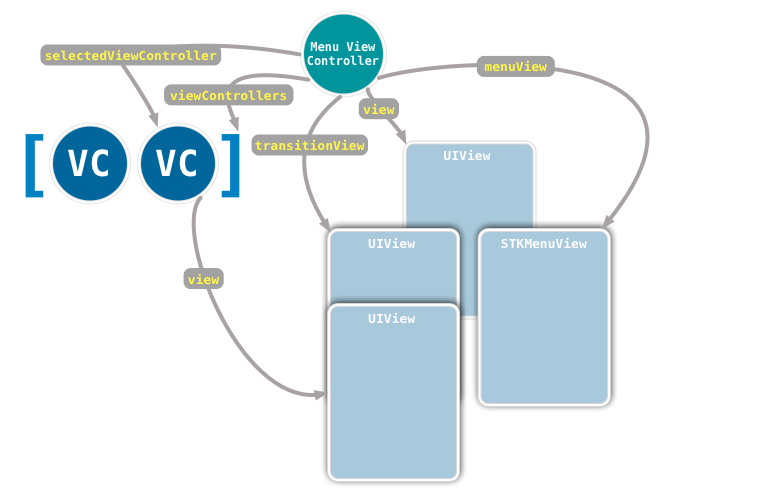 Menu View
Controller
selectedViewController
menuView
viewControllers
view
transitionView
[ VC VC ]
UIView
UIView
STKMenuView
view
UIView